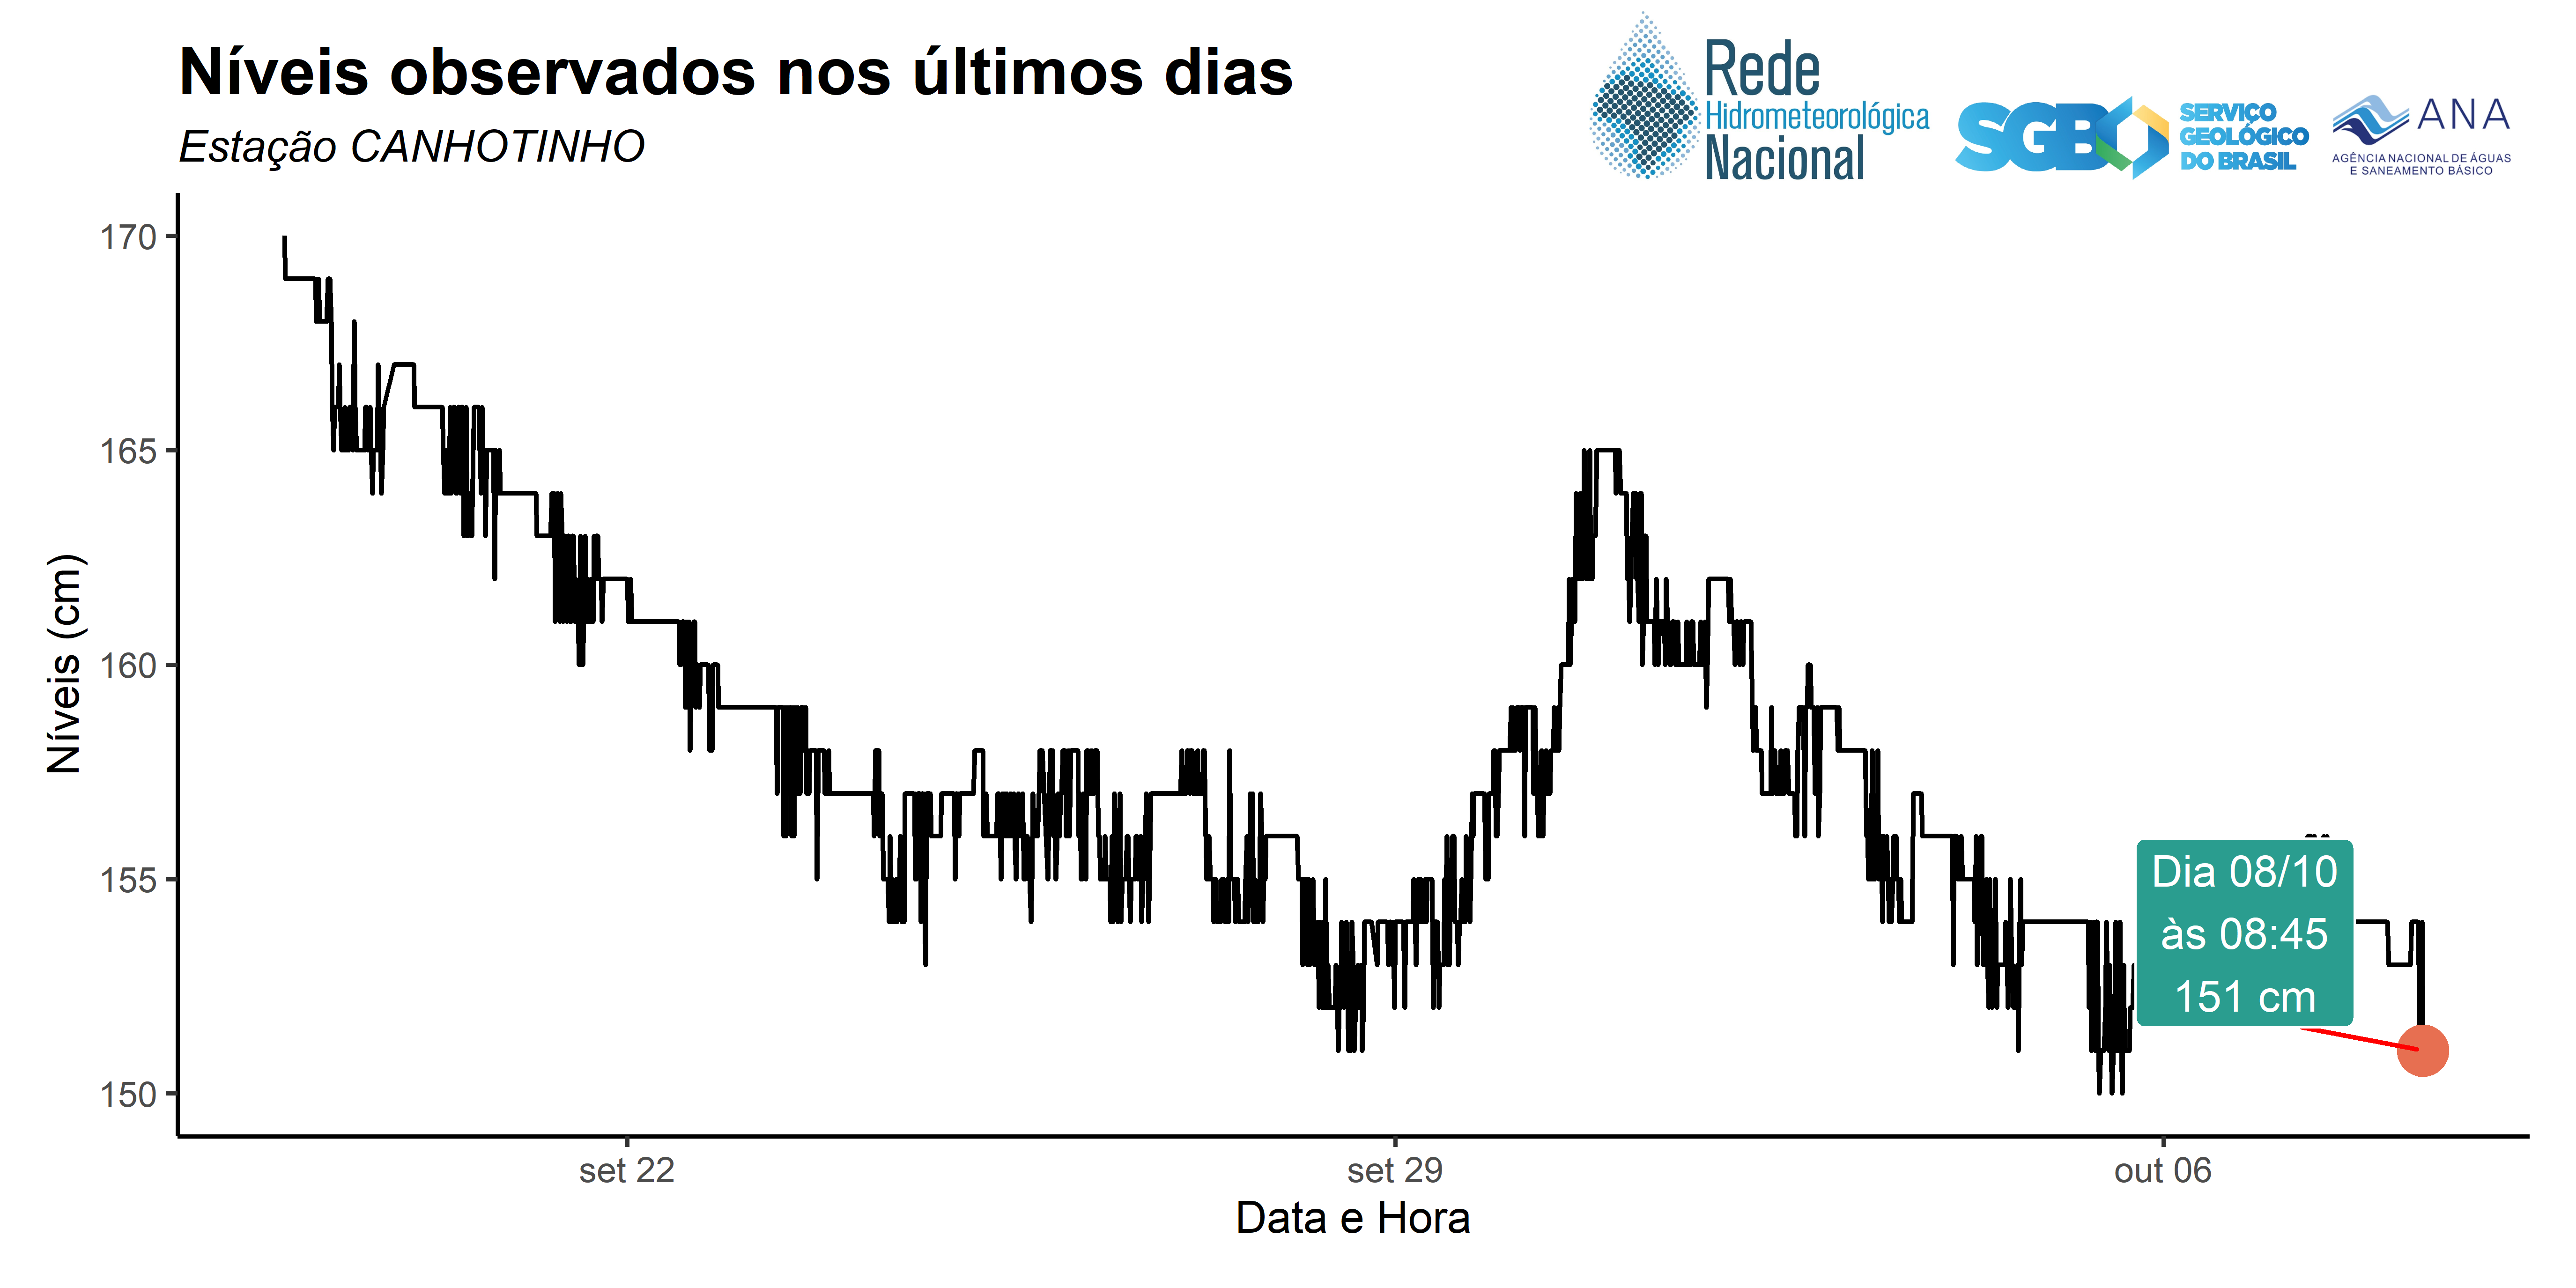 Níveis observados nos últimos dias
Estação CANHOTINHO
Rede
Hidrometeorológica
Nacional
SGB
SERVIÇO
GEOLÓGICO
DO BRASIL
ANA
AGÊNCIA NACIONAL DE ÁGUAS
E SANEAMENTO BÁSICO
Níveis (cm)
170
165
160
155
150
Dia 08/10
às 08:45
151 cm
set 22
set 29
out 06
Data e Hora